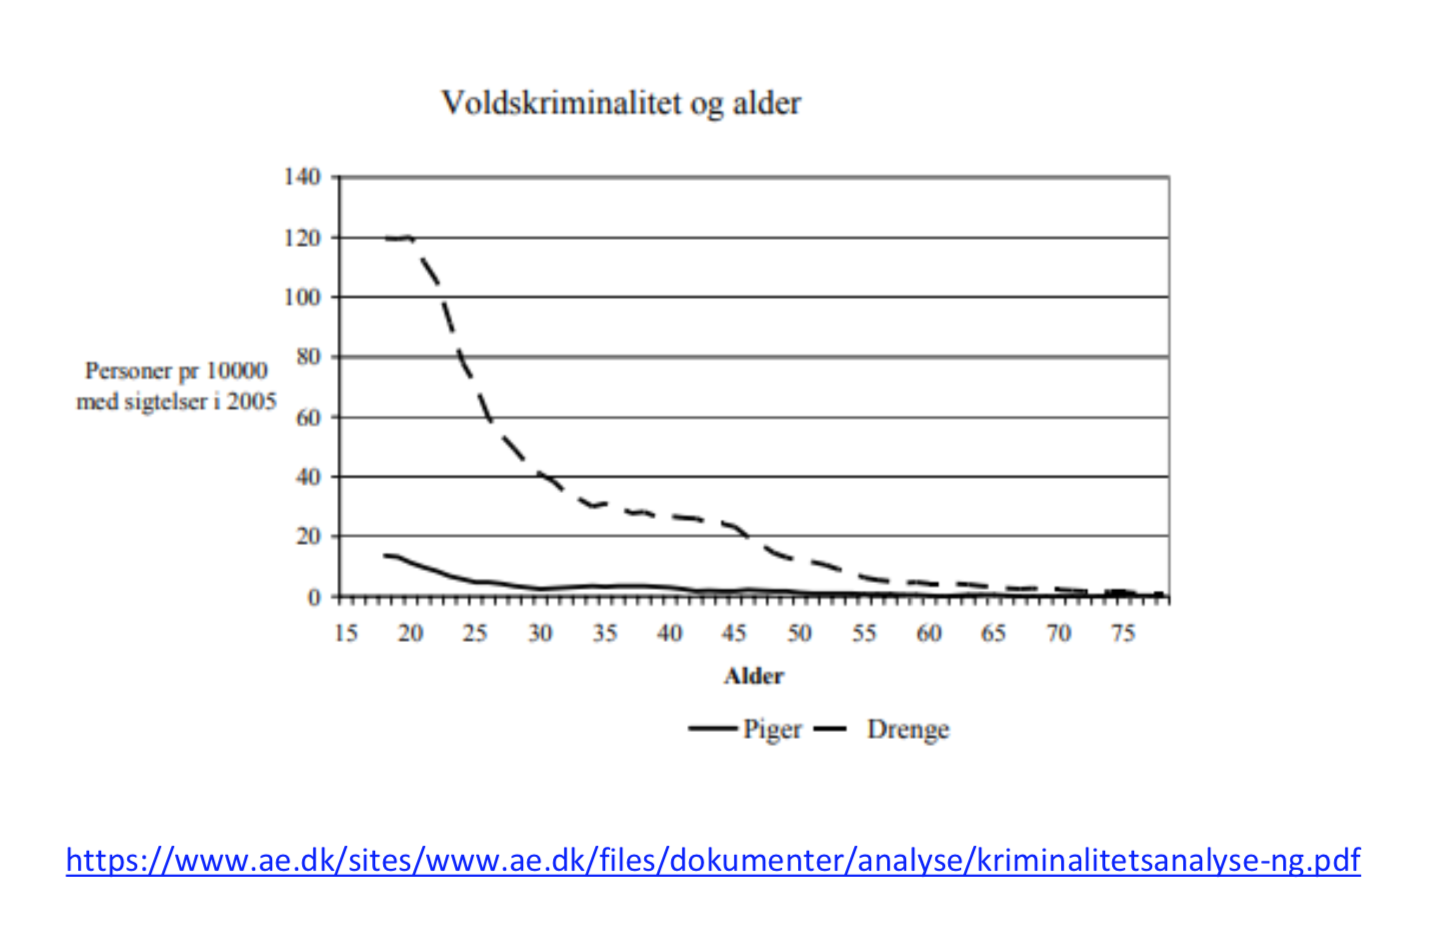 Voldskriminalitet og alder
140
120
100
80
60
40
20
0
Personer pr 10000
med sigtelser i 2005
15 20 25 30 35 40 45 50 55 60 65 70 75
Alder
Piger Drenge
https://www.ae.dk/sites/www.ae.dk/files/dokumenter/analyse/kriminalitetsanalyse-ng.pdf